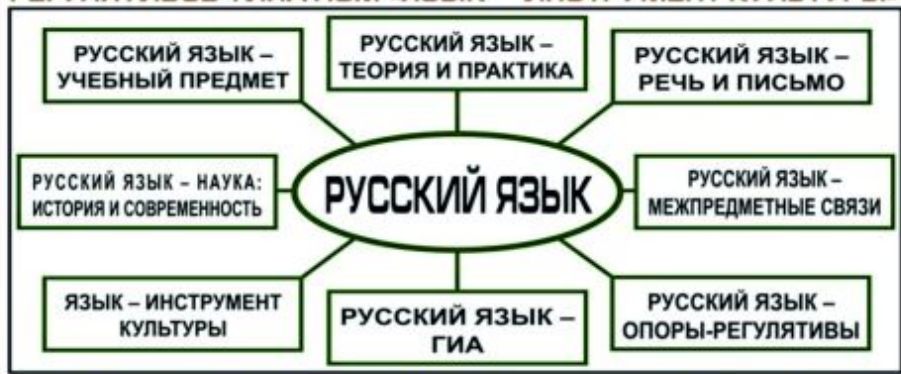 РУССКИЙ ЯЗЫК –
УЧЕБНЫЙ ПРЕДМЕТ
РУССКИЙ ЯЗЫК –
ТЕОРИЯ И ПРАКТИКА
РУССКИЙ ЯЗЫК –
РЕЧЬ И ПИСЬМО
РУССКИЙ ЯЗЫК – НАУКА:
ИСТОРИЯ И СОВРЕМЕННОСТЬ
РУССКИЙ ЯЗЫК
РУССКИЙ ЯЗЫК –
МЕЖПРЕДМЕТНЫЕ СВЯЗИ
ЯЗЫК – ИНСТРУМЕНТ
КУЛЬТУРЫ
РУССКИЙ ЯЗЫК –
ГИА
РУССКИЙ ЯЗЫК –
ОПОРЫ-РЕГУЛЯТИВЫ